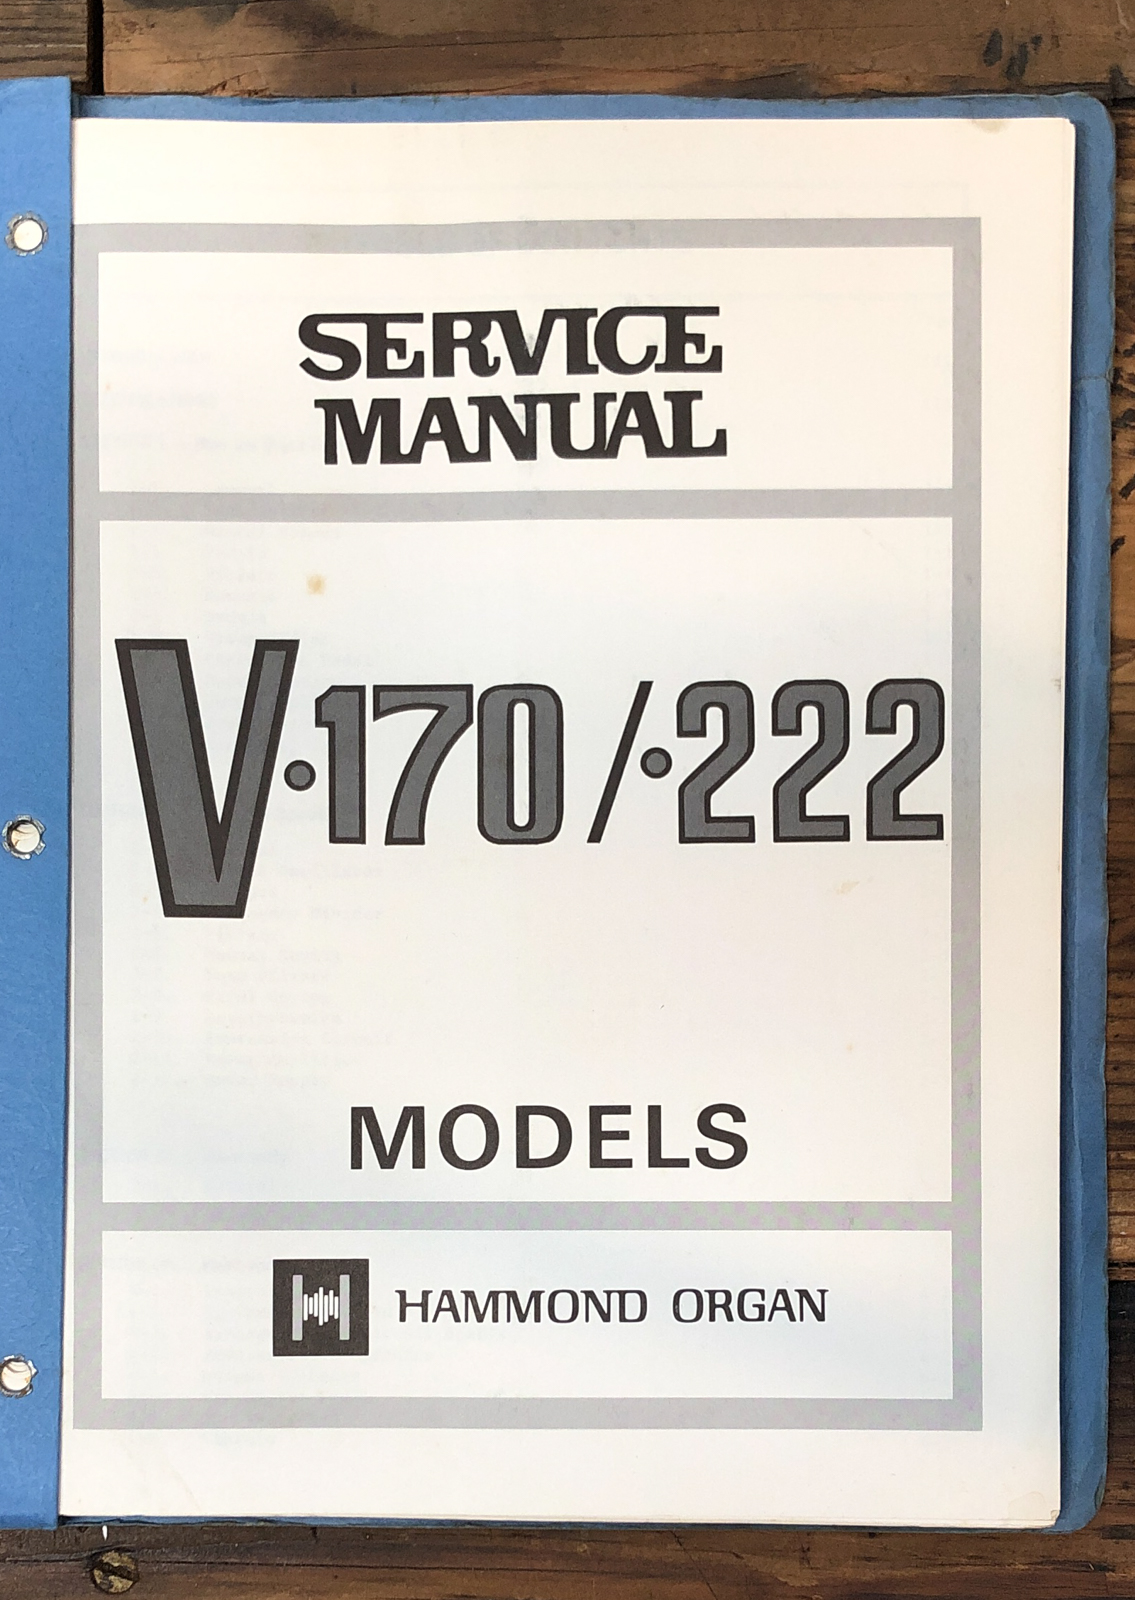 SERVICE
MANUAL
V·170/·222
MODELS
HAMMOND ORGAN